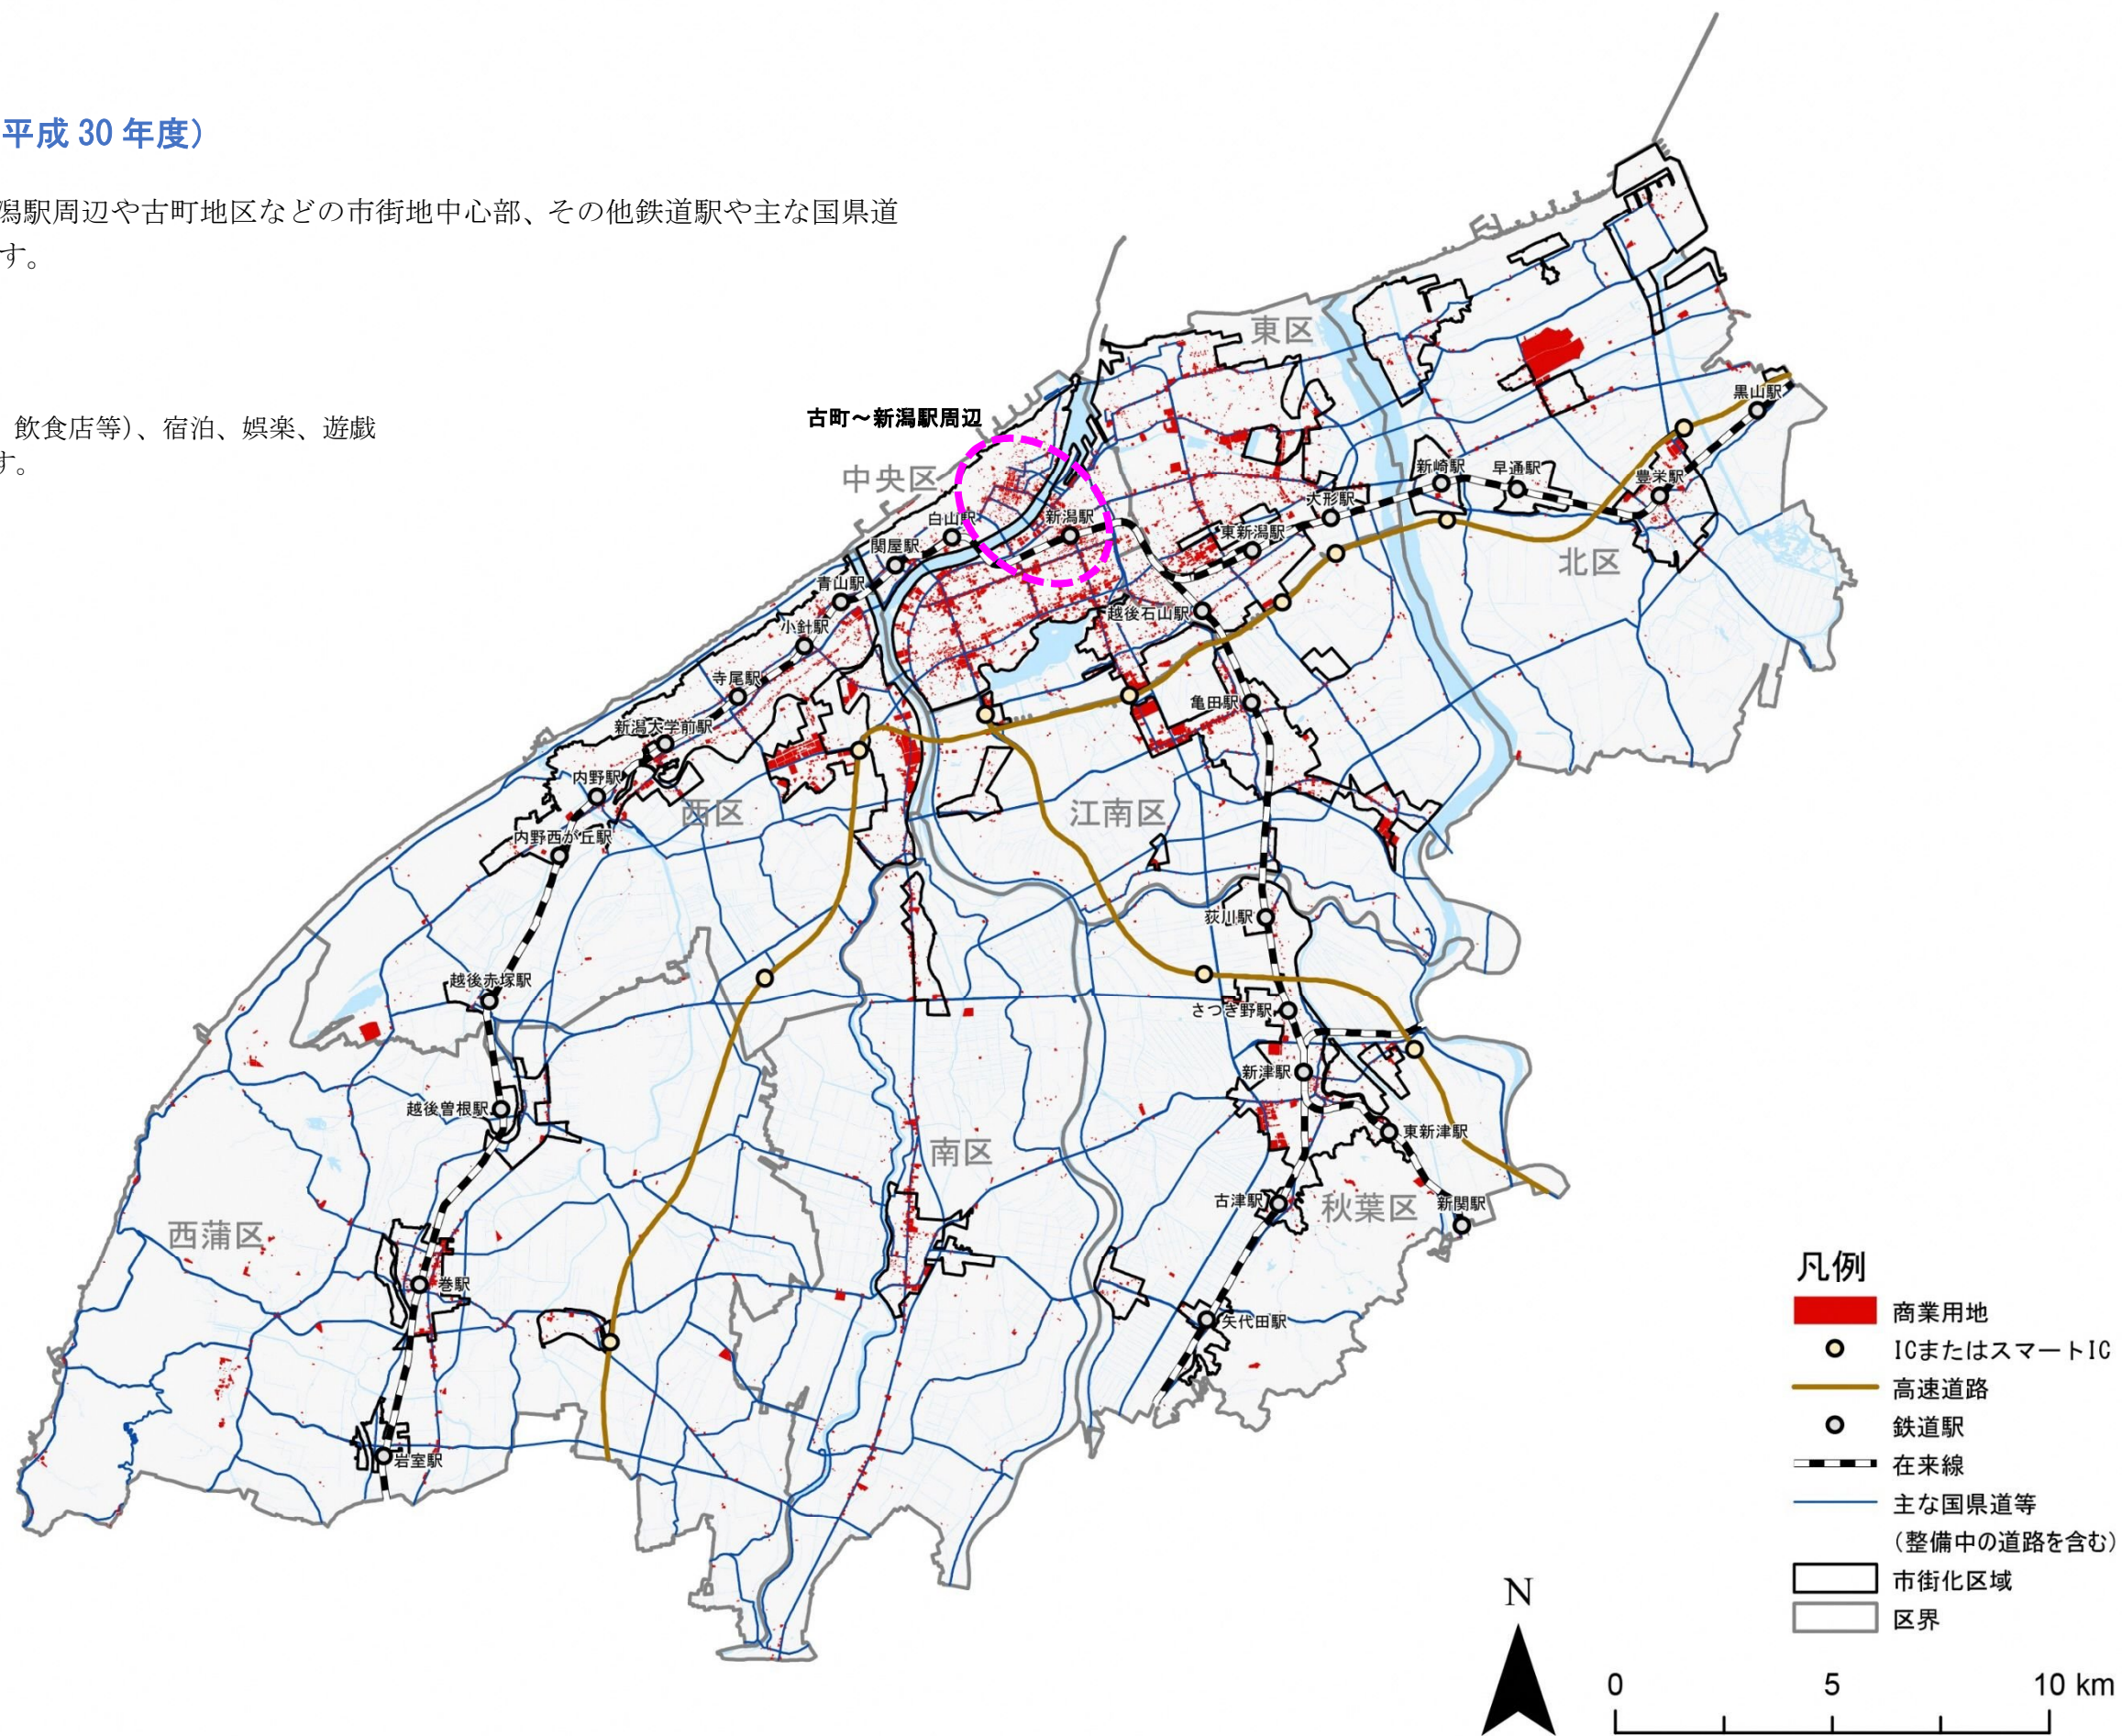 平成 30 年度）
潟駅周辺や古町地区などの市街地中心部、その他鉄道駅や主な国県道
す。
飲食店等）、宿泊、娯楽、遊戯
す。
古町～新潟駅周辺
東区
中央区
北区
西区
江南区
南区
秋葉区
西蒲区
黒山駅
豊栄駅
早通駅
新崎駅
大形駅
東新潟駅
新潟駅
白山駅
関屋駅
青山駅
小針駅
寺尾駅
新潟大学前駅
内野駅
内野西が丘駅
越後赤塚駅
越後曽根駅
巻駅
岩室駅
越後石山駅
亀田駅
荻川駅
さつき野駅
新津駅
東新津駅
新関駅
古津駅
矢代田駅
凡例
商業用地
ICまたはスマートIC
高速道路
鉄道駅
在来線
主な国県道等
（整備中の道路を含む）
市街化区域
区界
N
0 5 10 km